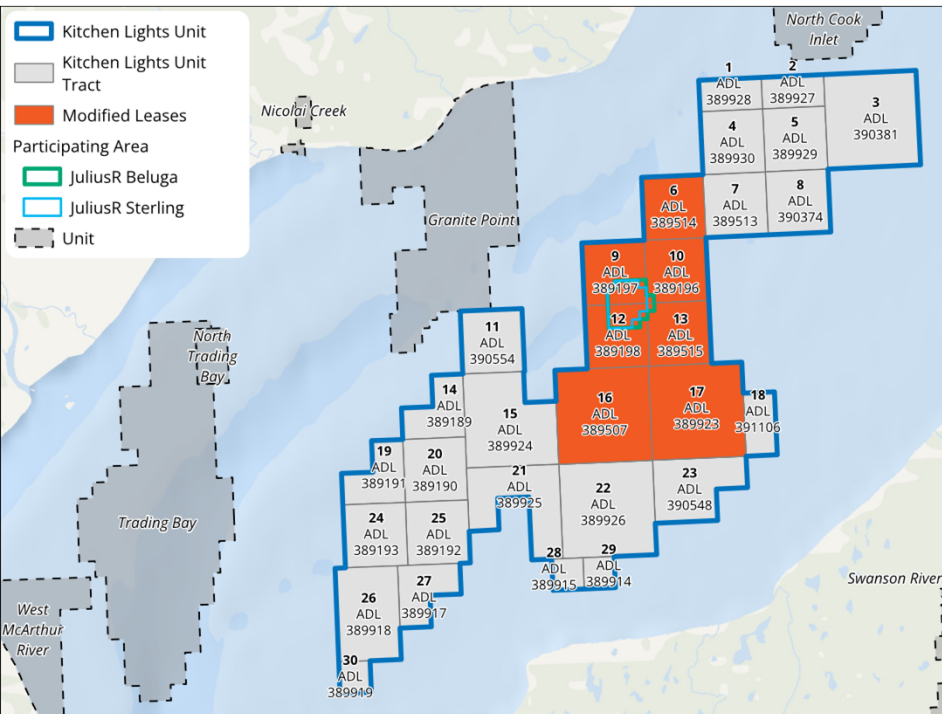 Kitchen Lights Unit
Kitchen Lights Unit
Tract
Modified Leases
Participating Area
JuliusR Beluga
JuliusR Sterling
Unit
North Cook
Inlet
Nicolai Creek
Granite Point
North
Trading
Bay
Trading Bay
West
McArthur
River
Swanson River
1
ADL
389928
2
ADL
389927
3
ADL
390381
4
ADL
389930
5
ADL
389929
6
ADL
389514
7
ADL
389513
8
ADL
390374
9
ADL
389197
10
ADL
389196
11
ADL
390554
12
ADL
389198
13
ADL
389515
14
ADL
389189
15
ADL
389924
16
ADL
389507
17
ADL
389923
18
ADL
391106
19
ADL
389191
20
ADL
389190
21
ADL
389925
22
ADL
389926
23
ADL
390548
24
ADL
389193
25
ADL
389192
26
ADL
389918
27
ADL
389917
28
ADL
389915
29
ADL
389914
30
ADL
389919